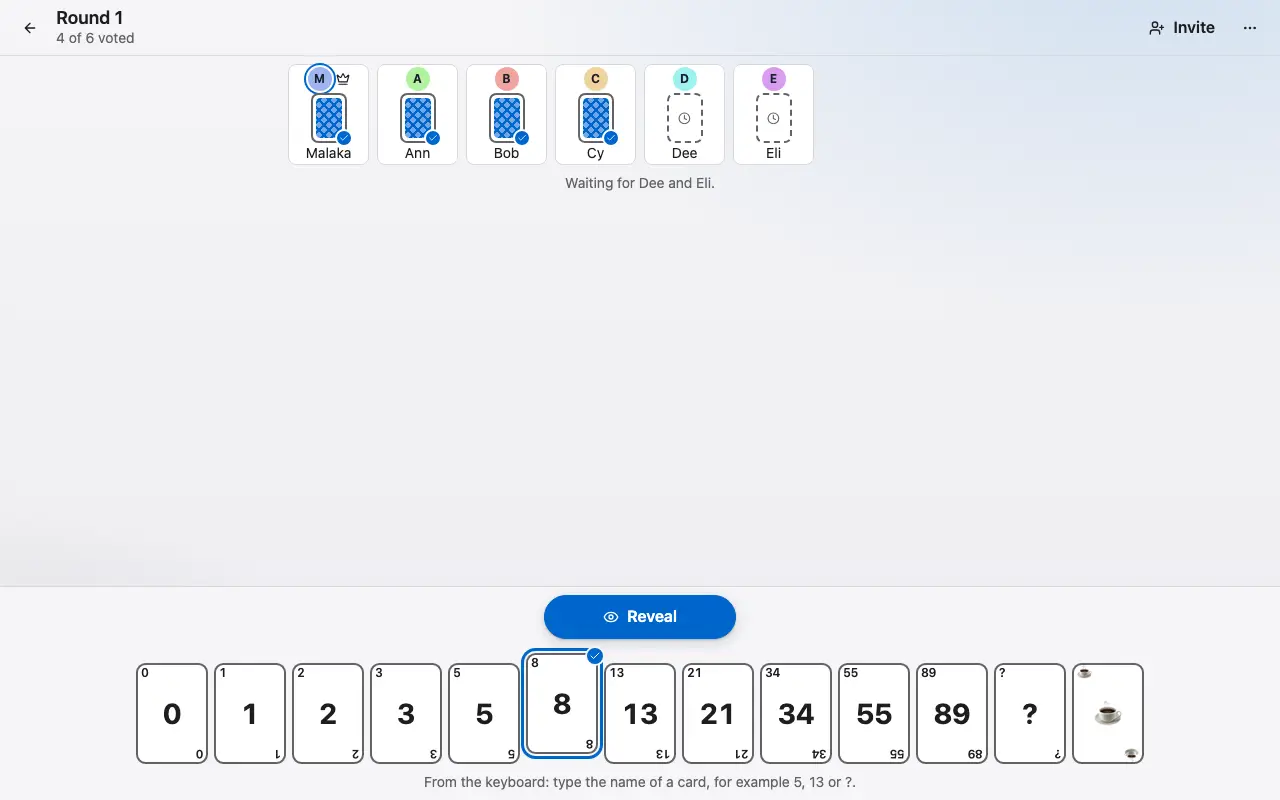 Round 1
4 of 6 voted
Invite
M
A
B
C
D
E
Malaka
Ann
Bob
Cy
Dee
Eli
Waiting for Dee and Eli.
Reveal
0
0
0
1
1
1
2
2
2
3
3
3
5
5
5
8
8
8
13
13
13
21
21
21
34
34
34
55
55
55
89
89
89
?
?
?
From the keyboard: type the name of a card, for example 5, 13 or ?.